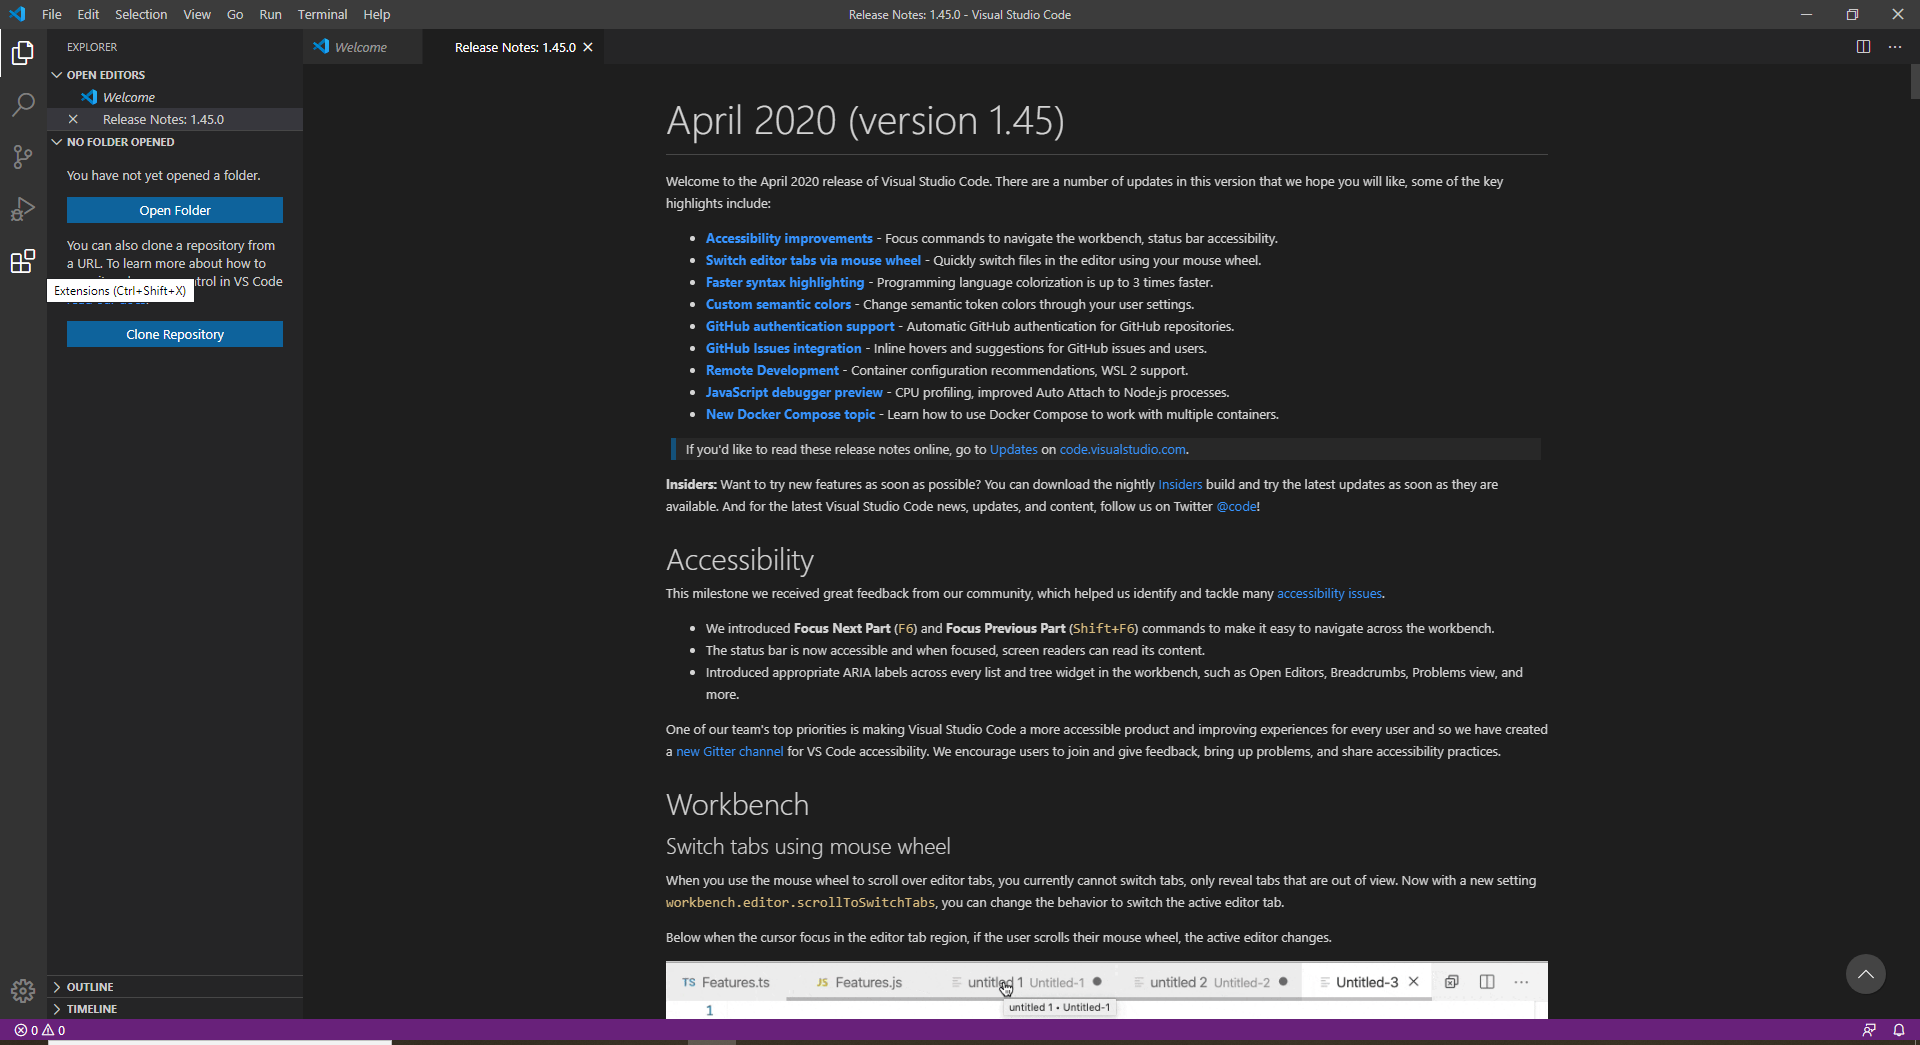 File Edit Selection View Go Run Terminal Help
Release Notes: 1.45.0 - Visual Studio Code
EXPLORER
OPEN EDITORS
Welcome
Release Notes: 1.45.0
NO FOLDER OPENED
You have not yet opened a folder.
Open Folder
You can also clone a repository from
a URL. To learn more about how to
trol in VS Code
Extensions (Ctrl+Shift+X)
Clone Repository
OUTLINE
TIMELINE
Welcome
Release Notes: 1.45.0
April 2020 (version 1.45)
Welcome to the April 2020 release of Visual Studio Code. There are a number of updates in this version that we hope you will like, some of the key
highlights include:
Accessibility improvements - Focus commands to navigate the workbench, status bar accessibility.
Switch editor tabs via mouse wheel - Quickly switch files in the editor using your mouse wheel.
Faster syntax highlighting - Programming language colorization is up to 3 times faster.
Custom semantic colors - Change semantic token colors through your user settings.
GitHub authentication support - Automatic GitHub authentication for GitHub repositories.
GitHub Issues integration - Inline hovers and suggestions for GitHub issues and users.
Remote Development - Container configuration recommendations, WSL 2 support.
JavaScript debugger preview - CPU profiling, improved Auto Attach to Node.js processes.
New Docker Compose topic - Learn how to use Docker Compose to work with multiple containers.
If you'd like to read these release notes online, go to Updates on code.visualstudio.com.
Insiders: Want to try new features as soon as possible? You can download the nightly Insiders build and try the latest updates as soon as they are
available. And for the latest Visual Studio Code news, updates, and content, follow us on Twitter @code!
Accessibility
This milestone we received great feedback from our community, which helped us identify and tackle many accessibility issues.
We introduced Focus Next Part (F6) and Focus Previous Part (Shift+F6) commands to make it easy to navigate across the workbench.
The status bar is now accessible and when focused, screen readers can read its content.
Introduced appropriate ARIA labels across every list and tree widget in the workbench, such as Open Editors, Breadcrumbs, Problems view, and
more.
One of our team's top priorities is making Visual Studio Code a more accessible product and improving experiences for every user and so we have created
a new Gitter channel for VS Code accessibility. We encourage users to join and give feedback, bring up problems, and share accessibility practices.
Workbench
Switch tabs using mouse wheel
When you use the mouse wheel to scroll over editor tabs, you currently cannot switch tabs, only reveal tabs that are out of view. Now with a new setting
workbench.editor.scrollToSwitchTabs, you can change the behavior to switch the active editor tab.
Below when the cursor focus in the editor tab region, if the user scrolls their mouse wheel, the active editor changes.
TS Features.ts JS Features.js untitled 1 Untitled-1 untitled 2 Untitled-2 Untitled-3
1 untitled 1 • Untitled-1
0 0